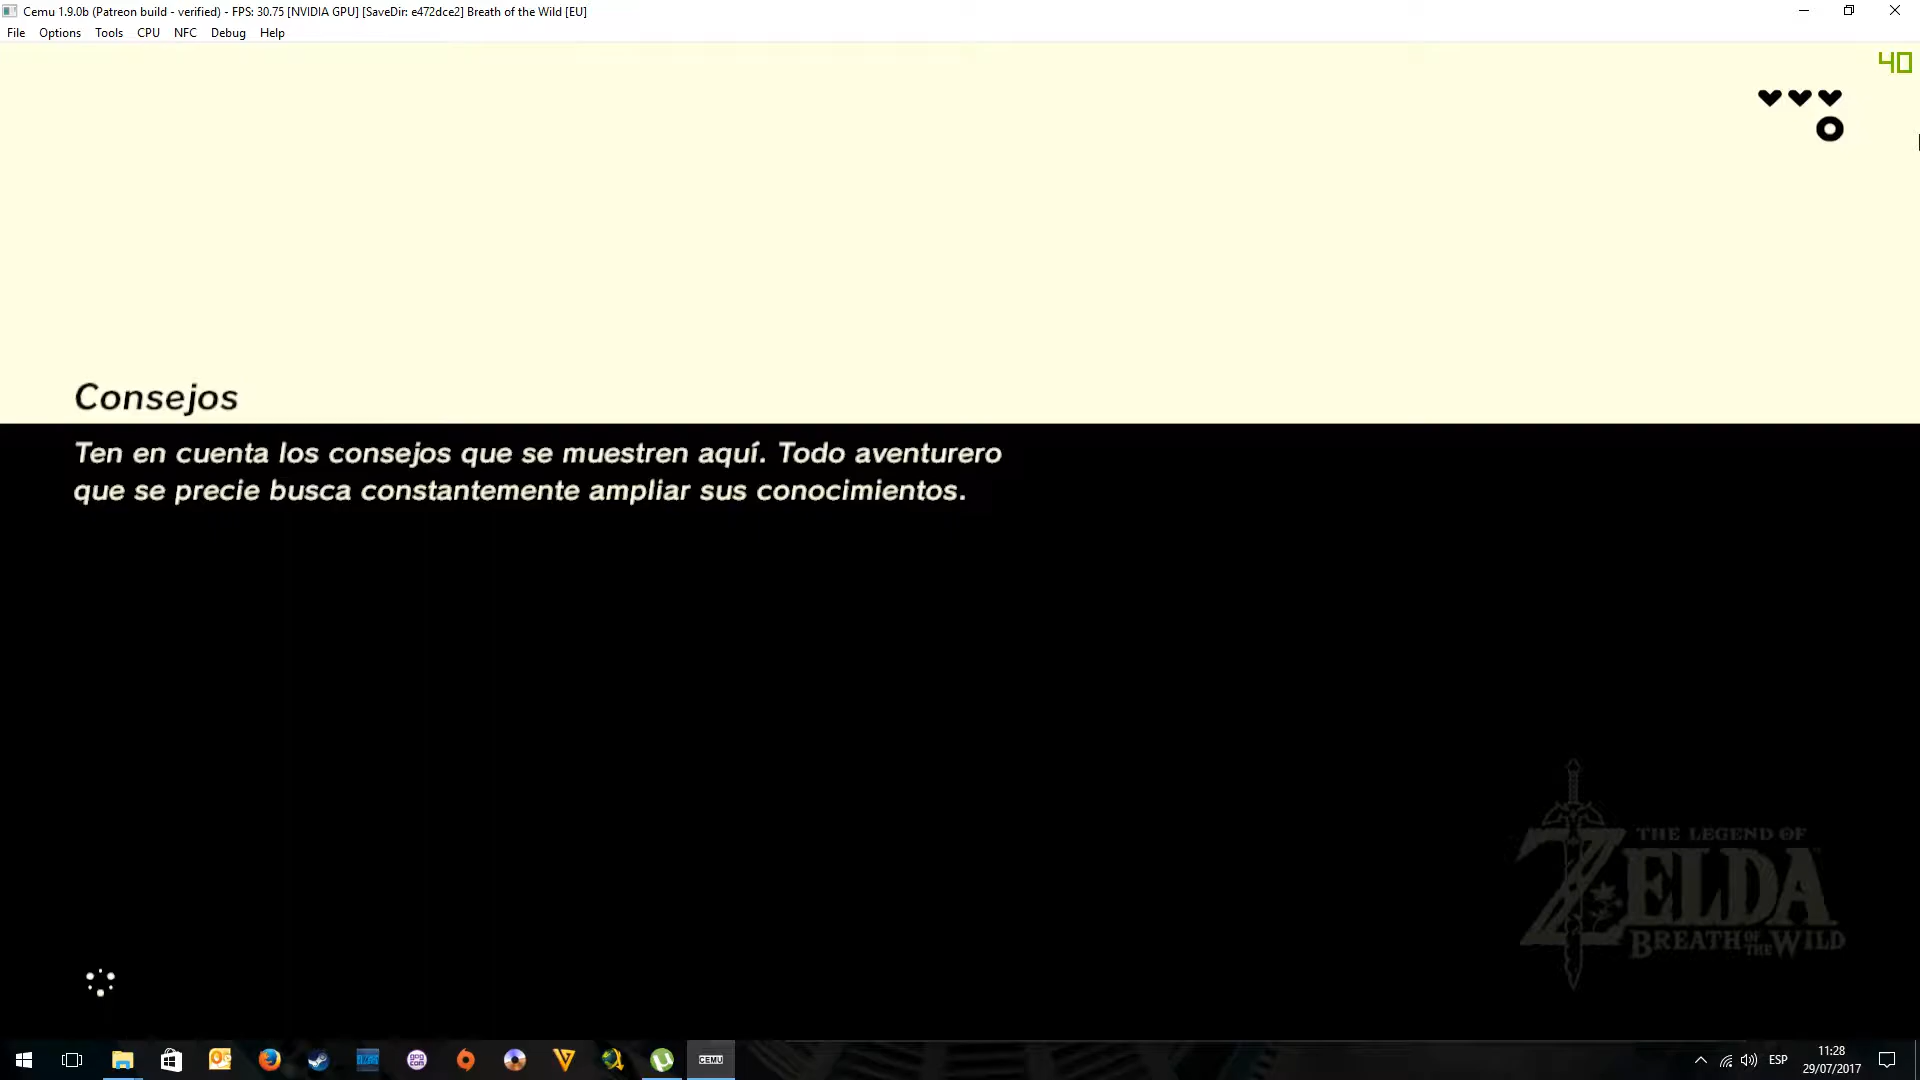 Cemu 1.9.0b (Patreon build - verified) - FPS: 30.75 [NVIDIA GPU] [SaveDir: e472dce2] Breath of the Wild [EU]
File Options Tools CPU NFC Debug Help
40
Consejos
Ten en cuenta los consejos que se muestren aquí. Todo aventurero
que se precie busca constantemente ampliar sus conocimientos.
THE LEGEND OF
ZELDA
BREATH OF THE WILD
gog.com
CEMU
ESP
11:28
29/07/2017